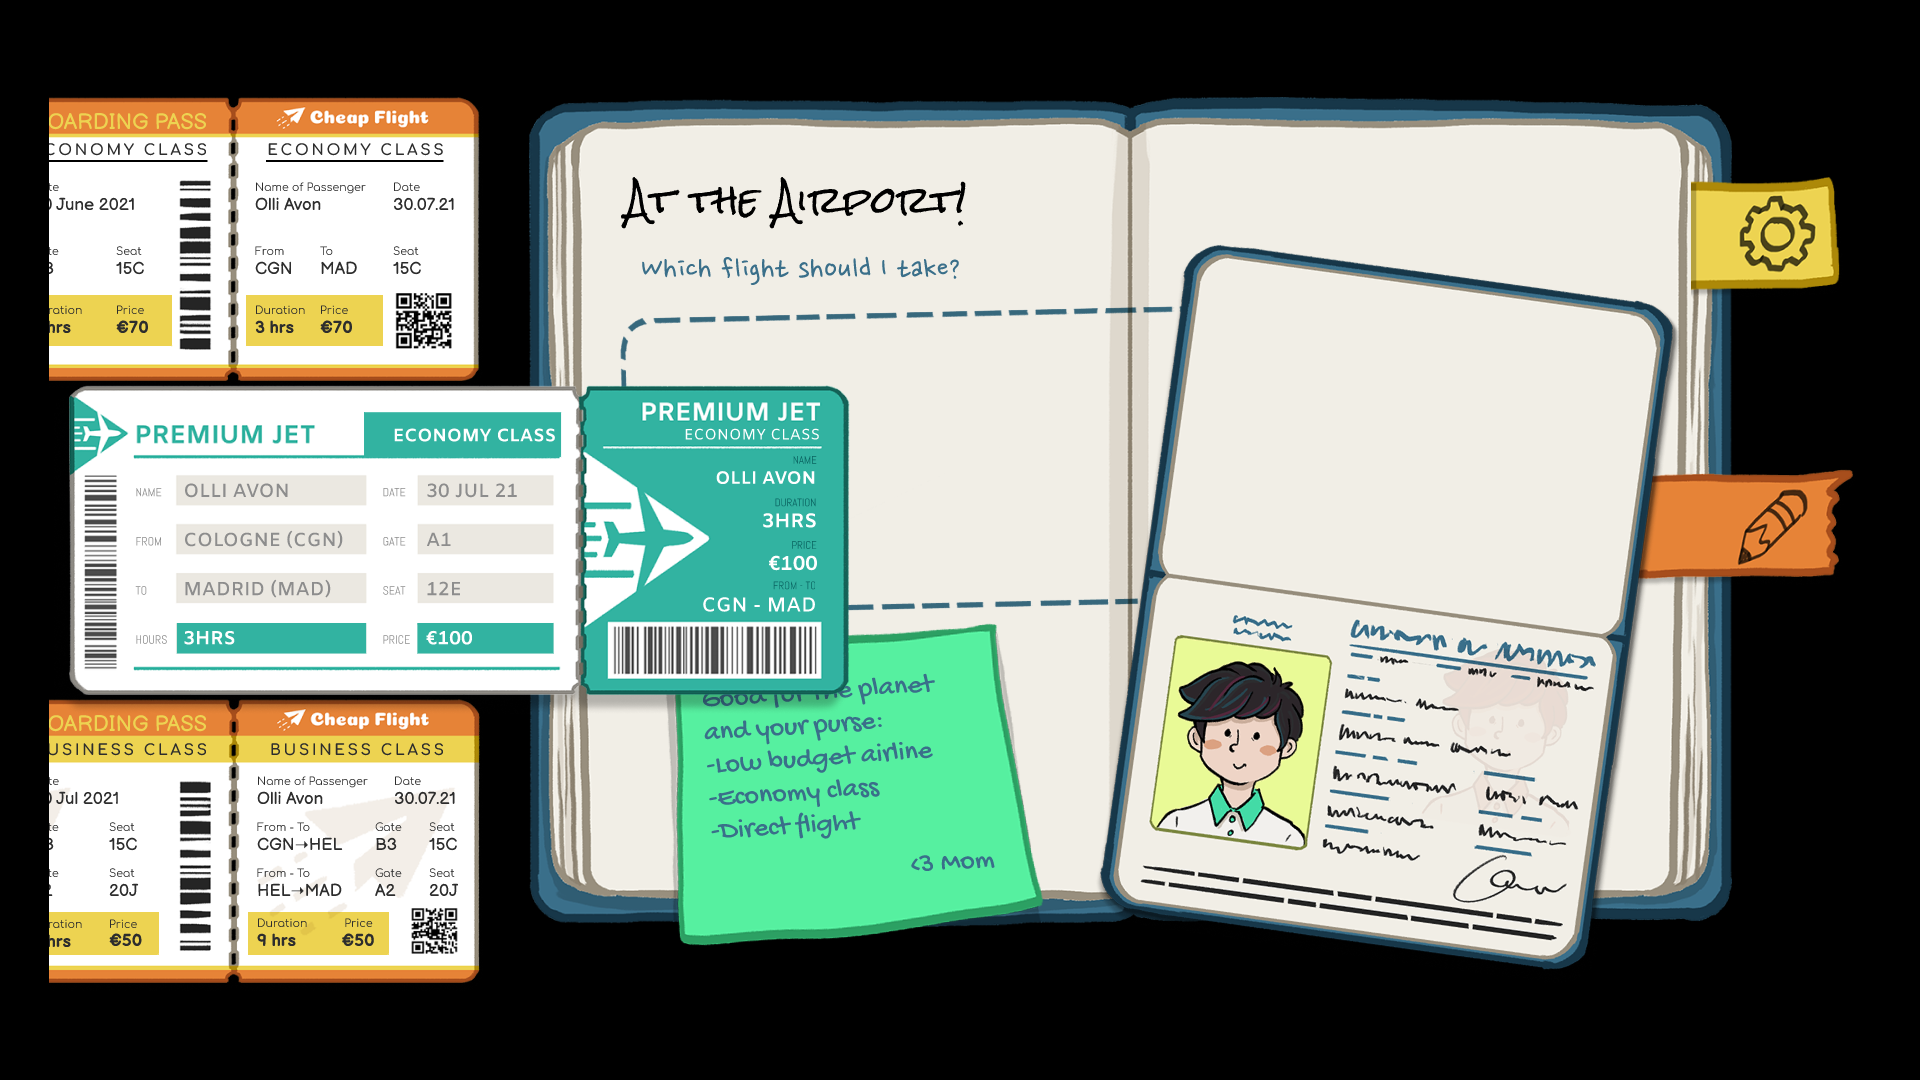 OARDING PASS
CONOMY CLASS
te
0 June 2021
te
Seat
3
15C
ration
Price
hrs
€70
Cheap Flight
ECONOMY CLASS
Name of Passenger
Date
Olli Avon
30.07.21
From
To
Seat
CGN
MAD
15C
Duration
Price
3 hrs
€70
PREMIUM JET
ECONOMY CLASS
NAME
OLLI AVON
DATE
30 JUL 21
FROM
COLOGNE (CGN)
GATE
A1
TO
MADRID (MAD)
SEAT
12E
HOURS
3HRS
PRICE
€100
PREMIUM JET
ECONOMY CLASS
NAME
OLLI AVON
DURATION
3HRS
PRICE
€100
FROM - TO
CGN - MAD
OARDING PASS
USINESS CLASS
te
0 Jul 2021
te
Seat
3
15C
te
Seat
2
20J
ration
Price
hrs
€50
Cheap Flight
BUSINESS CLASS
Name of Passenger
Date
Olli Avon
30.07.21
From - To
Gate
Seat
CGN→HEL
B3
15C
From - To
Gate
Seat
HEL→MAD
A2
20J
Duration
Price
9 hrs
€50
At the Airport!
Which flight should I take?
Good for the planet
and your purse:
-Low budget airline
-Economy class
-Direct flight
<3 Mom